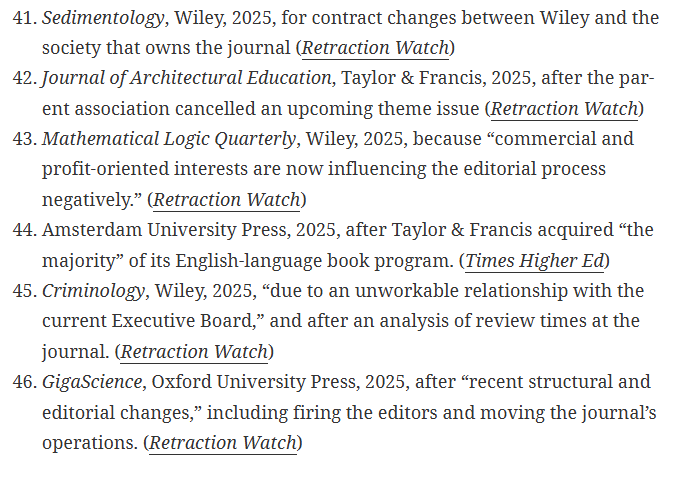 41. Sedimentology, Wiley, 2025, for contract changes between Wiley and the
society that owns the journal (Retraction Watch)
42. Journal of Architectural Education, Taylor & Francis, 2025, after the par-
ent association cancelled an upcoming theme issue (Retraction Watch)
43. Mathematical Logic Quarterly, Wiley, 2025, because “commercial and
profit-oriented interests are now influencing the editorial process
negatively.” (Retraction Watch)
44. Amsterdam University Press, 2025, after Taylor & Francis acquired “the
majority” of its English-language book program. (Times Higher Ed)
45. Criminology, Wiley, 2025, “due to an unworkable relationship with the
current Executive Board,” and after an analysis of review times at the
journal. (Retraction Watch)
46. GigaScience, Oxford University Press, 2025, after “recent structural and
editorial changes,” including firing the editors and moving the journal’s
operations. (Retraction Watch)